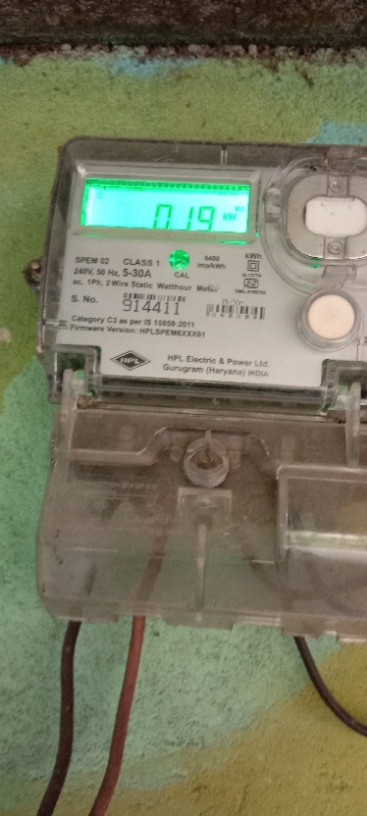 0.19 kW
SPEM 02 CLASS 1 6400 imp/kWh kWh
240V, 50 Hz, 5-30A CAL
ac. 1Ph, 2 Wire Static Watthour Meter
S. No. 914411
Category C3 as per IS 15959:2011
Firmware Version: HPLSPEM6XXX01
HPL HPL Electric & Power Ltd.
Gurugram (Haryana) INDIA